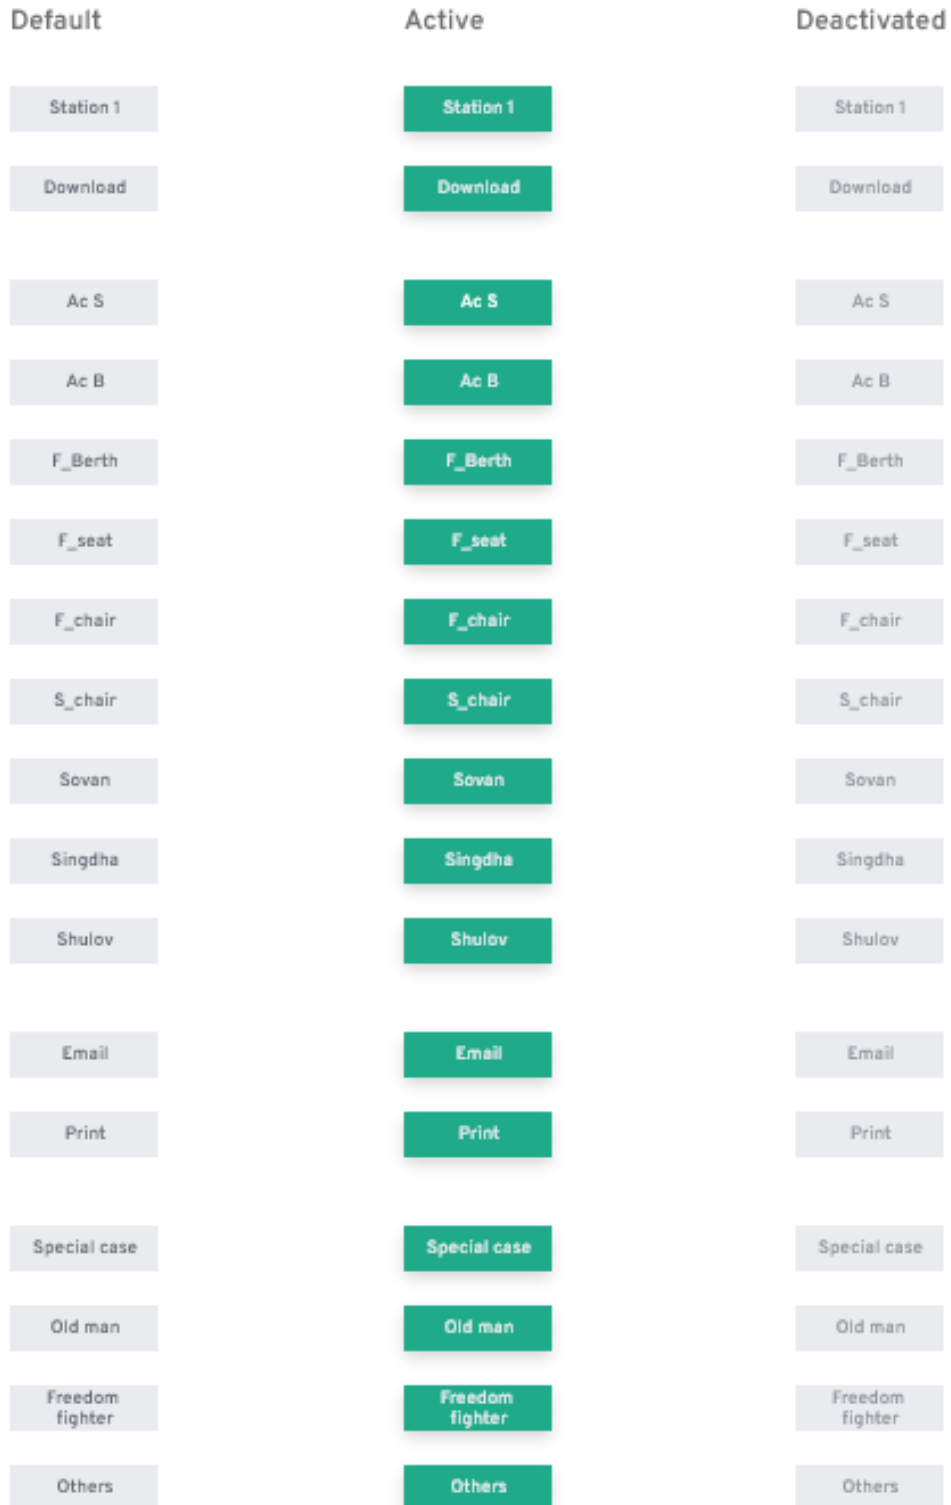 Default Active Deactivated
Station 1 Station 1 Station 1
Download Download Download
Ac S Ac S Ac S
Ac B Ac B Ac B
F_Berth F_Berth F_Berth
F_seat F_seat F_seat
F_chair F_chair F_chair
S_chair S_chair S_chair
Sovan Sovan Sovan
Singdha Singdha Singdha
Shulov Shulov Shulov
Email Email Email
Print Print Print
Special case Special case Special case
Old man Old man Old man
Freedom Freedom Freedom
fighter fighter fighter
Others Others Others